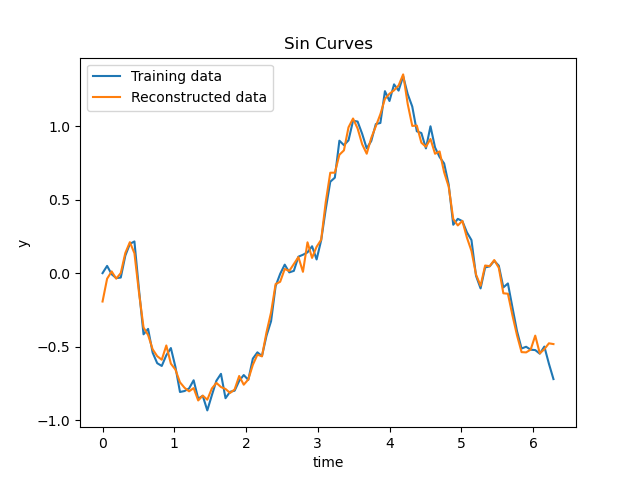 Sin Curves
Training data
Reconstructed data
1.0
0.5
0.0
−0.5
−1.0
y
0 1 2 3 4 5 6
time